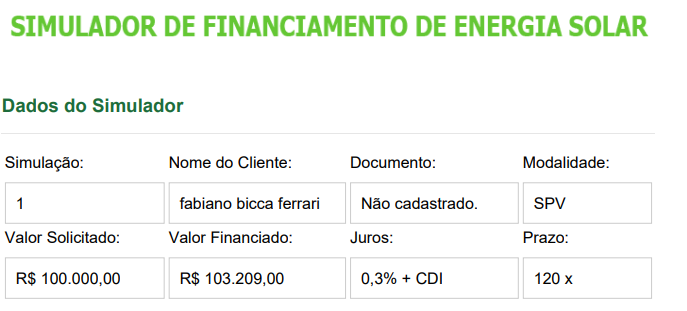 SIMULADOR DE FINANCIAMENTO DE ENERGIA SOLAR
Dados do Simulador
Simulação: Nome do Cliente: Documento: Modalidade:
1 fabiano bicca ferrari Não cadastrado. SPV
Valor Solicitado: Valor Financiado: Juros: Prazo:
R$ 100.000,00 R$ 103.209,00 0,3% + CDI 120 x